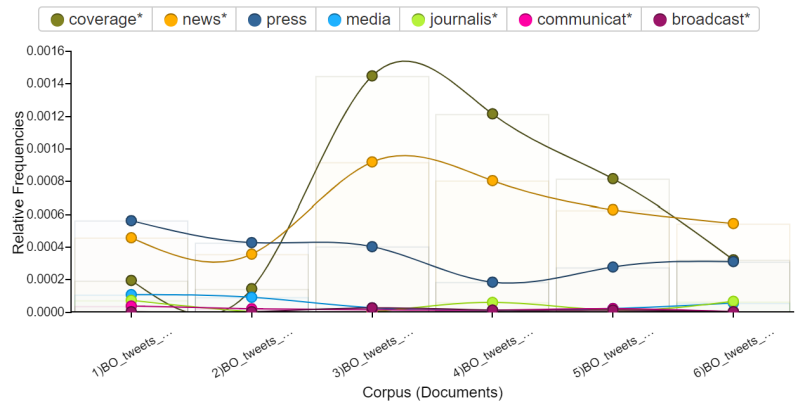 coverage* news* press media journalis* communicat* broadcast*
0.0016
0.0014
0.0012
0.0010
0.0008
0.0006
0.0004
0.0002
0.0000
Relative Frequencies
1)BO_tweets_… 2)BO_tweets_… 3)BO_tweets_… 4)BO_tweets_… 5)BO_tweets_… 6)BO_tweets_…
Corpus (Documents)